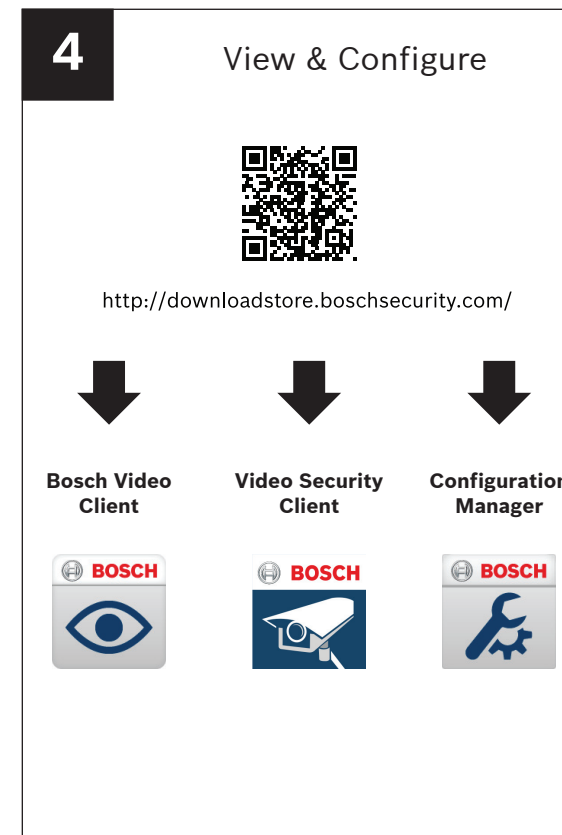 4
View & Configure
http://downloadstore.boschsecurity.com/
Bosch Video
Client
Video Security
Client
Configuration
Manager
BOSCH
BOSCH
BOSCH